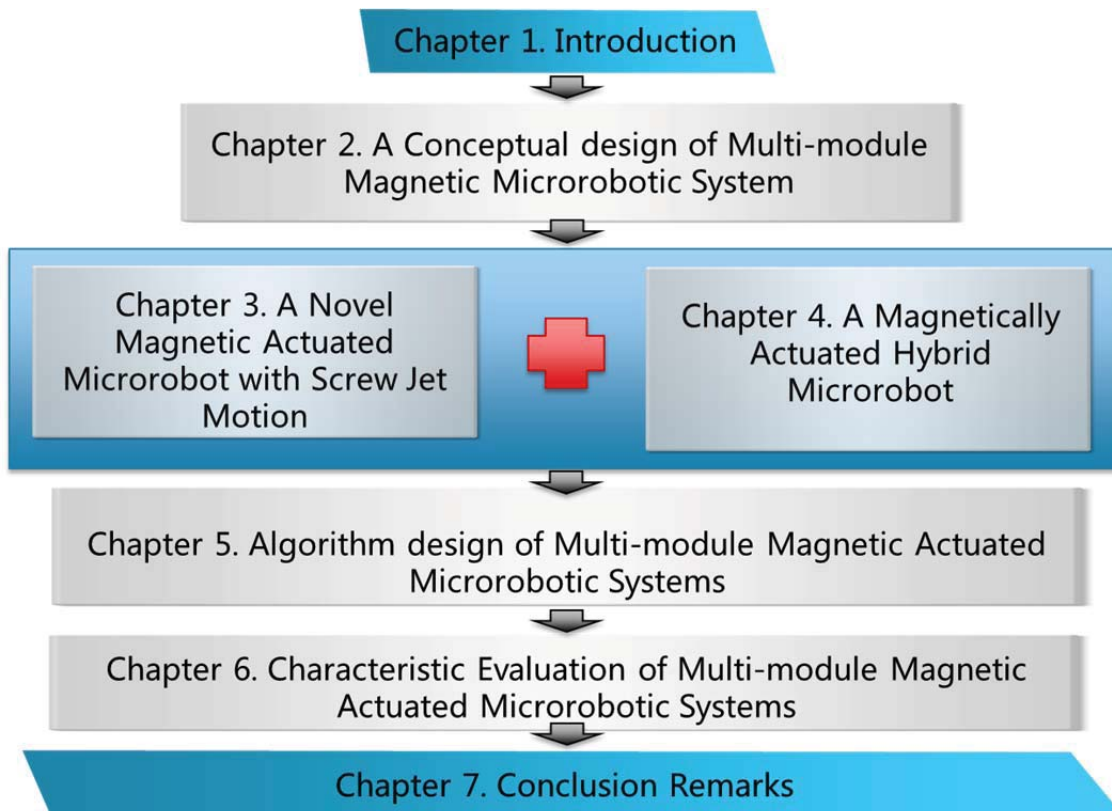 Chapter 1. Introduction
Chapter 2. A Conceptual design of Multi-module
Magnetic Microrobotic System
Chapter 3. A Novel
Magnetic Actuated
Microrobot with Screw Jet
Motion
Chapter 4. A Magnetically
Actuated Hybrid
Microrobot
Chapter 5. Algorithm design of Multi-module Magnetic Actuated
Microrobotic Systems
Chapter 6. Characteristic Evaluation of Multi-module Magnetic
Actuated Microrobotic Systems
Chapter 7. Conclusion Remarks